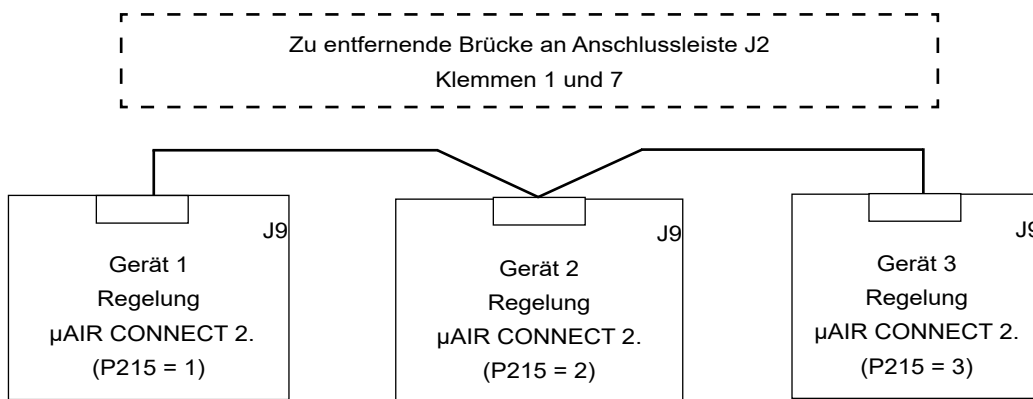 Zu entfernende Brücke an Anschlussleiste J2
Klemmen 1 und 7
J9
Gerät 1
Regelung
µAIR CONNECT 2.
(P215 = 1)
J9
Gerät 2
Regelung
µAIR CONNECT 2.
(P215 = 2)
J9
Gerät 3
Regelung
µAIR CONNECT 2.
(P215 = 3)